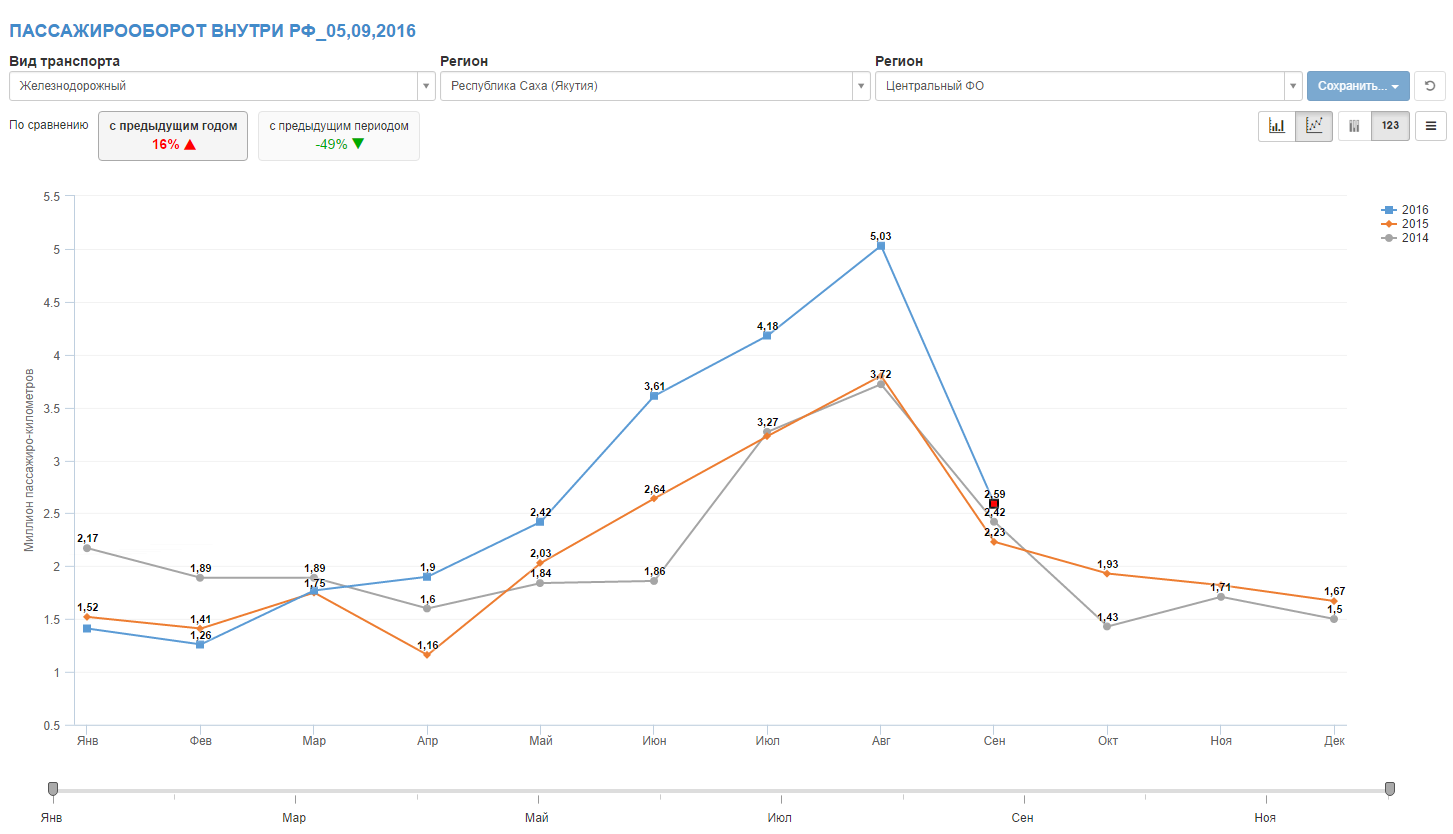 ПАССАЖИРООБОРОТ ВНУТРИ РФ_05,09,2016
Вид транспорта Регион Регион
Железнодорожный Республика Саха (Якутия) Центральный ФО Сохранить...
По сравнению с предыдущим годом с предыдущим периодом 123
16% -49%
5.5
5
4.5
4
3.5
3
2.5
2
1.5
1
0.5
Миллион пассажиро-километров
2016
2015
2014
5,03
4,18
3,72
3,61
3,27
2,64
2,59
2,42 2,42
2,23
2,17
2,03
1,89 1,89 1,9 1,84 1,86 1,93
1,75 1,71 1,67
1,52 1,6 1,5
1,41 1,43
1,26 1,16
Янв Фев Мар Апр Май Июн Июл Авг Сен Окт Ноя Дек
Янв Мар Май Июл Сен Ноя